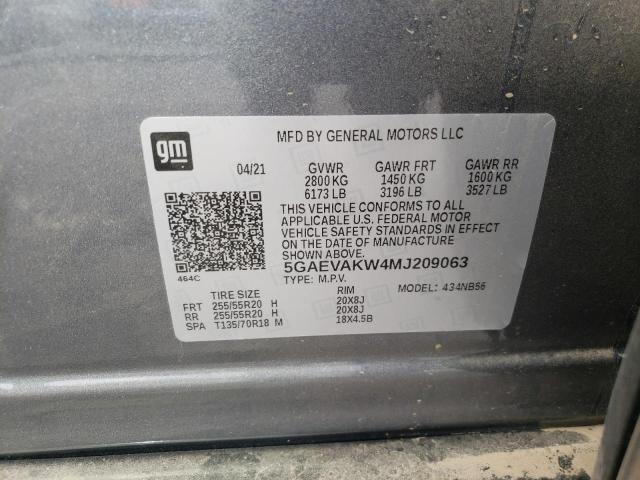 gm
MFD BY GENERAL MOTORS LLC
04/21 GVWR GAWR FRT GAWR RR
2800 KG 1450 KG 1600 KG
6173 LB 3196 LB 3527 LB
THIS VEHICLE CONFORMS TO ALL
APPLICABLE U.S. FEDERAL MOTOR
VEHICLE SAFETY STANDARDS IN EFFECT
ON THE DATE OF MANUFACTURE SHOWN ABOVE.
5GAEVAKW4MJ209063
464C
TYPE: M.P.V. MODEL: 434NB56
TIRE SIZE RIM
FRT 255/55R20 H 20X8J
RR 255/55R20 H 20X8J
SPA T135/70R18 M 18X4.5B